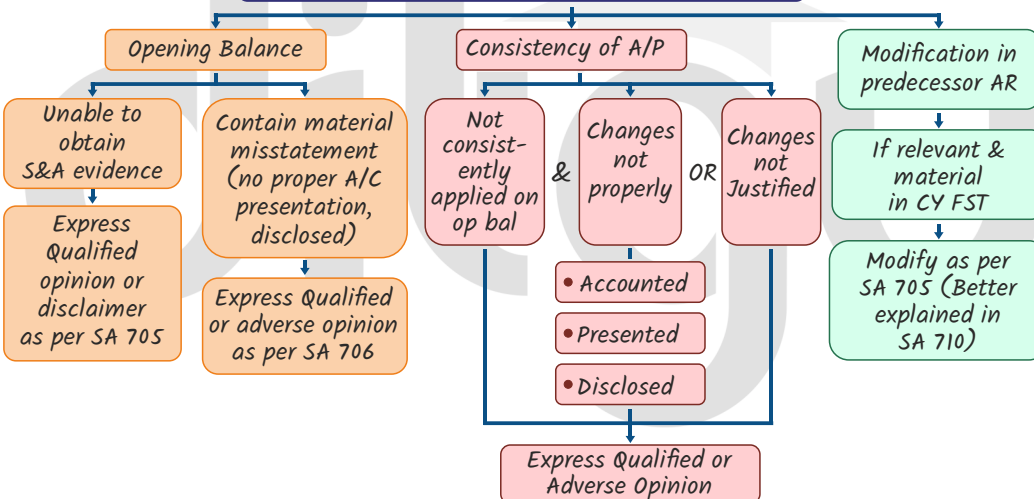 Opening Balance
Unable to
obtain
S&A evidence
Express
Qualified
opinion or
disclaimer
as per SA 705
Contain material
misstatement
(no proper A/C
presentation,
disclosed)
Express Qualified
or adverse opinion
as per SA 706
Consistency of A/P
Not
consist-
ently
applied on
op bal
&
Changes
not
properly
OR
Changes
not
Justified
• Accounted
• Presented
• Disclosed
Express Qualified or
Adverse Opinion
Modification in
predecessor AR
If relevant &
material
in CY FST
Modify as per
SA 705 (Better
explained in
SA 710)